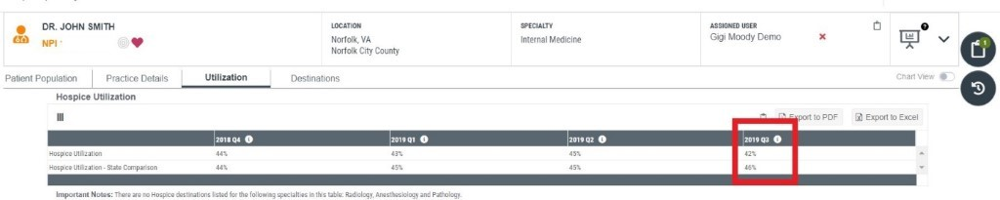 DR. JOHN SMITH
NPI
LOCATION
Norfolk, VA
Norfolk City County
SPECIALTY
Internal Medicine
ASSIGNED USER
Gigi Moody Demo
Patient Population
Practice Details
Utilization
Destinations
Chart View
Hospice Utilization
Export to PDF
Export to Excel
2018 Q4 2019 Q1 2019 Q2 2019 Q3
Hospice Utilization 44% 43% 45% 42%
Hospice Utilization - State Comparison 44% 45% 45% 46%
Important Notes: There are no Hospice destinations listed for the following specialties in this table: Radiology, Anesthesiology and Pathology.